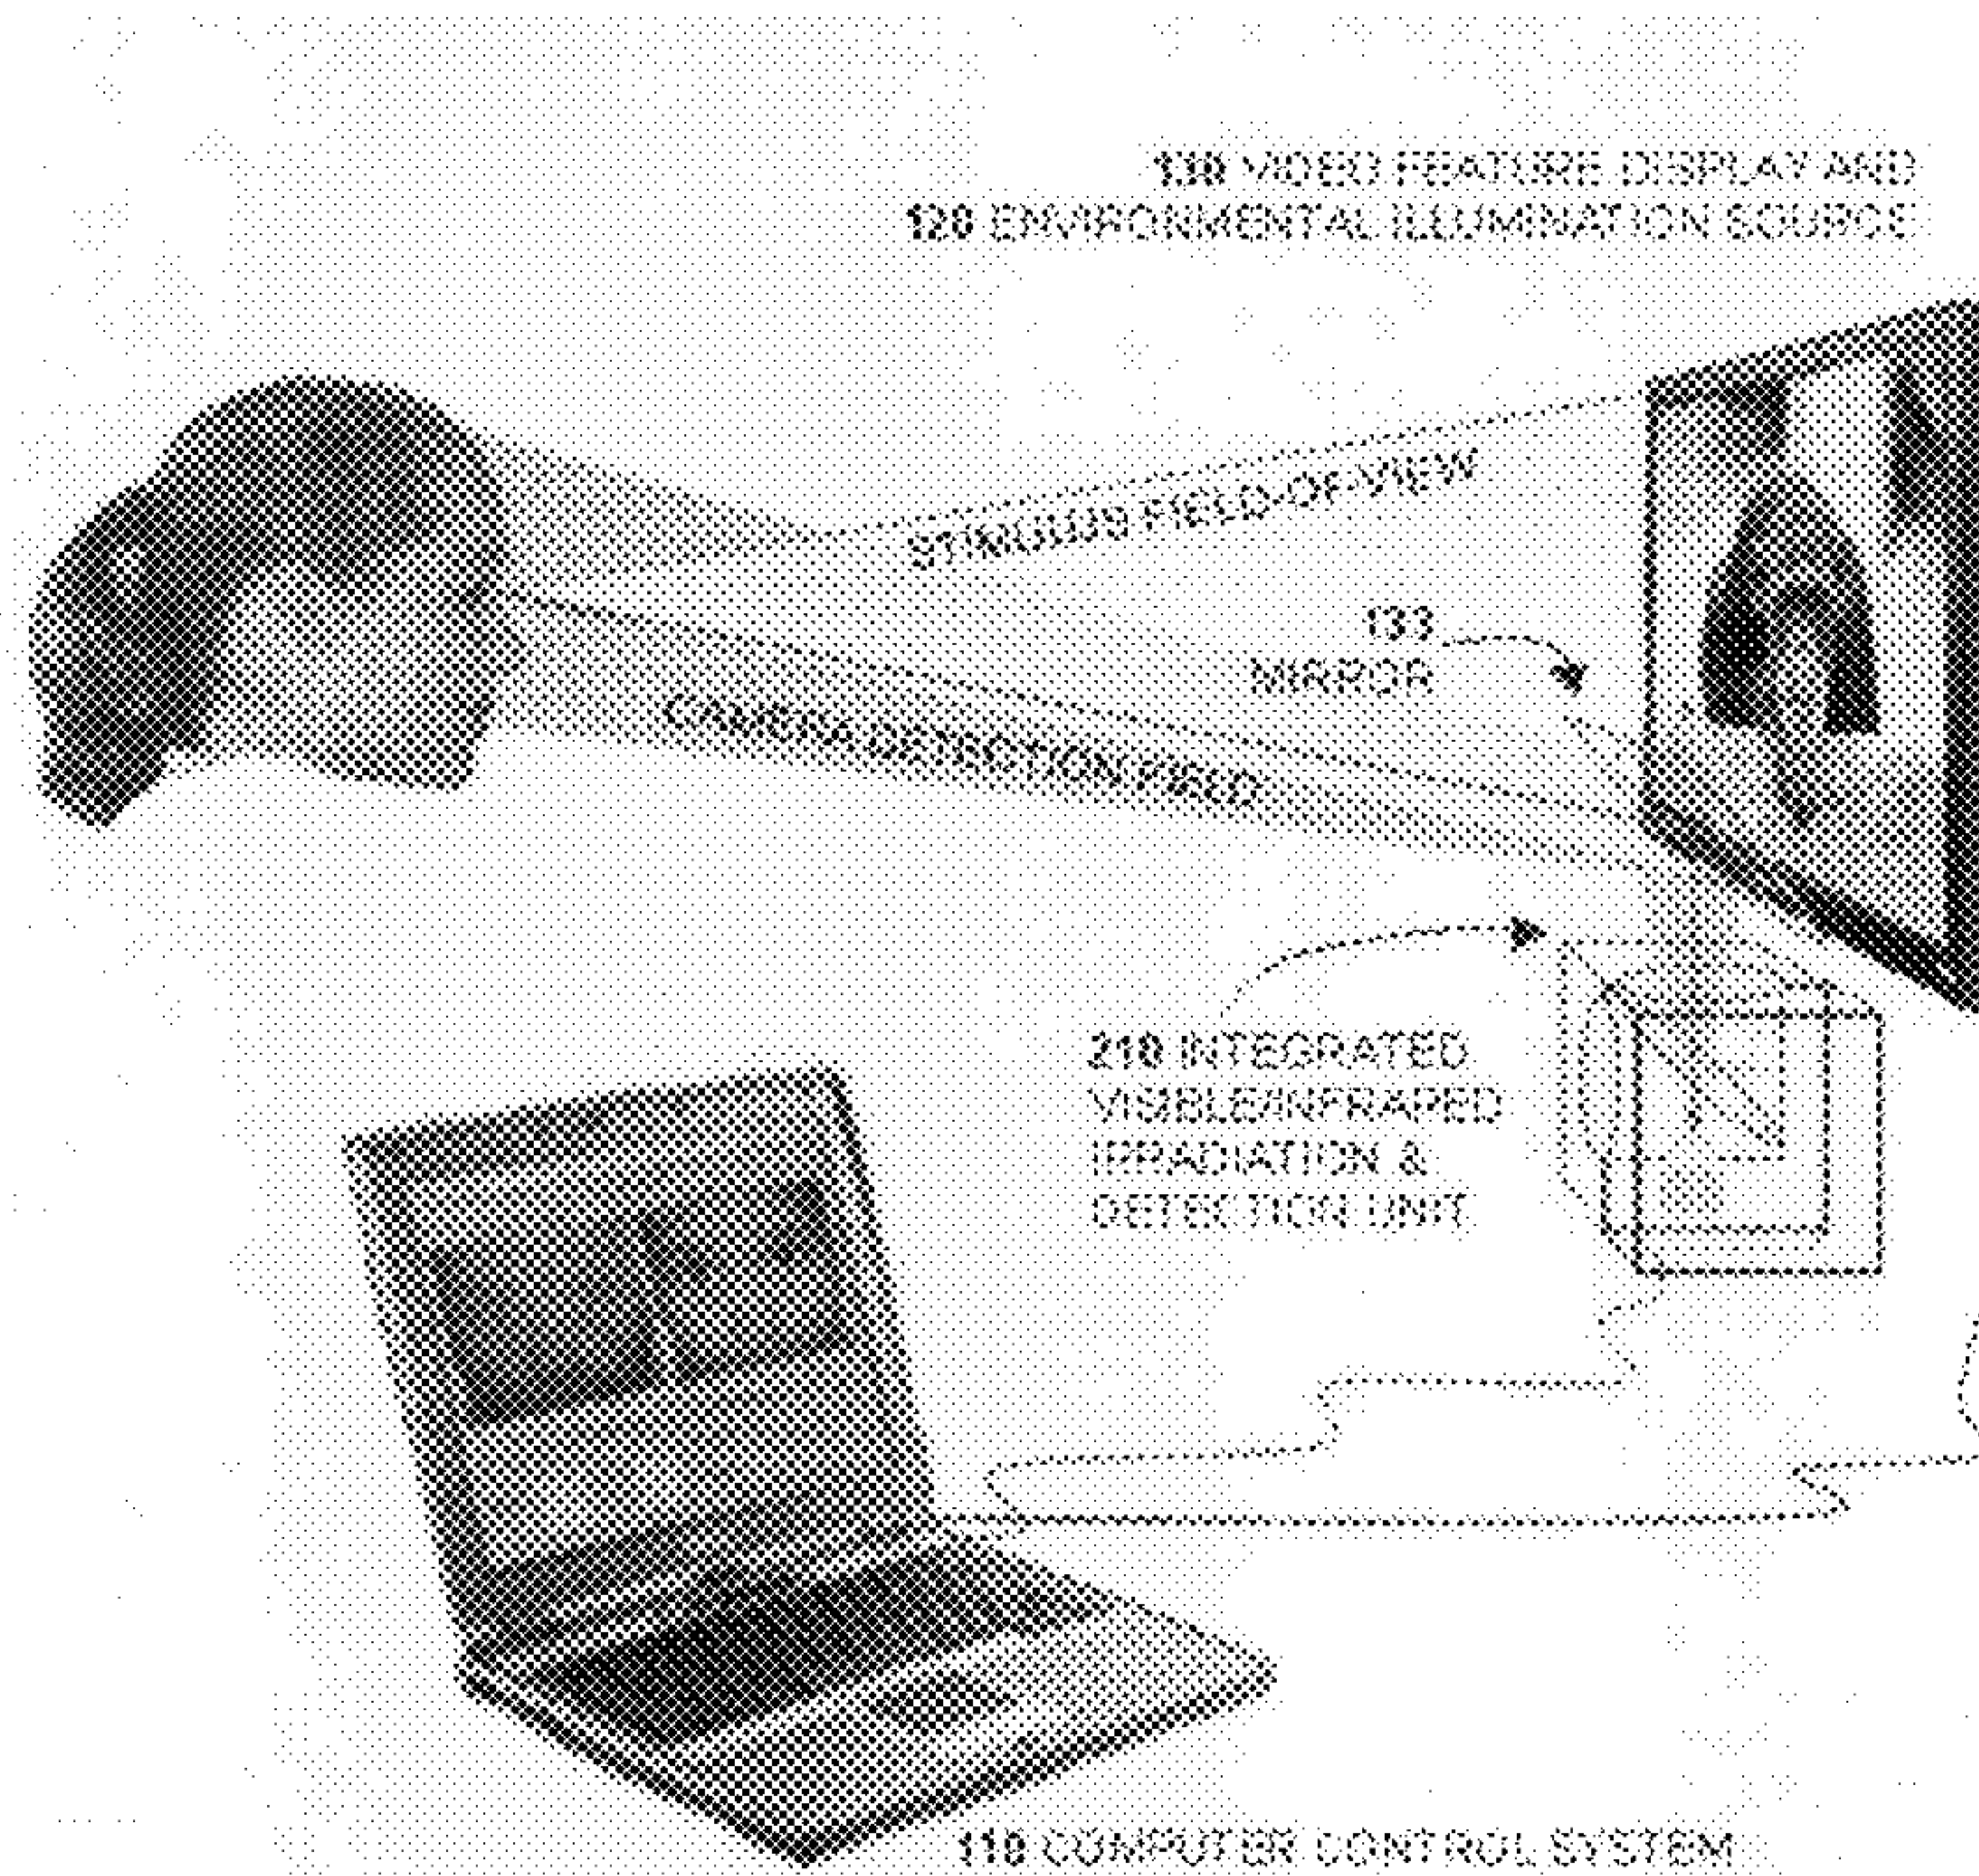 130 VIDEO FEATURE DISPLAY AND
120 ENVIRONMENTAL ILLUMINATION SOURCE
STIMULUS FIELD-OF-VIEW
133
MIRROR
CAMERA DETECTION FIELD
210 INTEGRATED
VISIBLE/INFRARED
IRRADIATION &
DETECTION UNIT
110 COMPUTER CONTROL SYSTEM